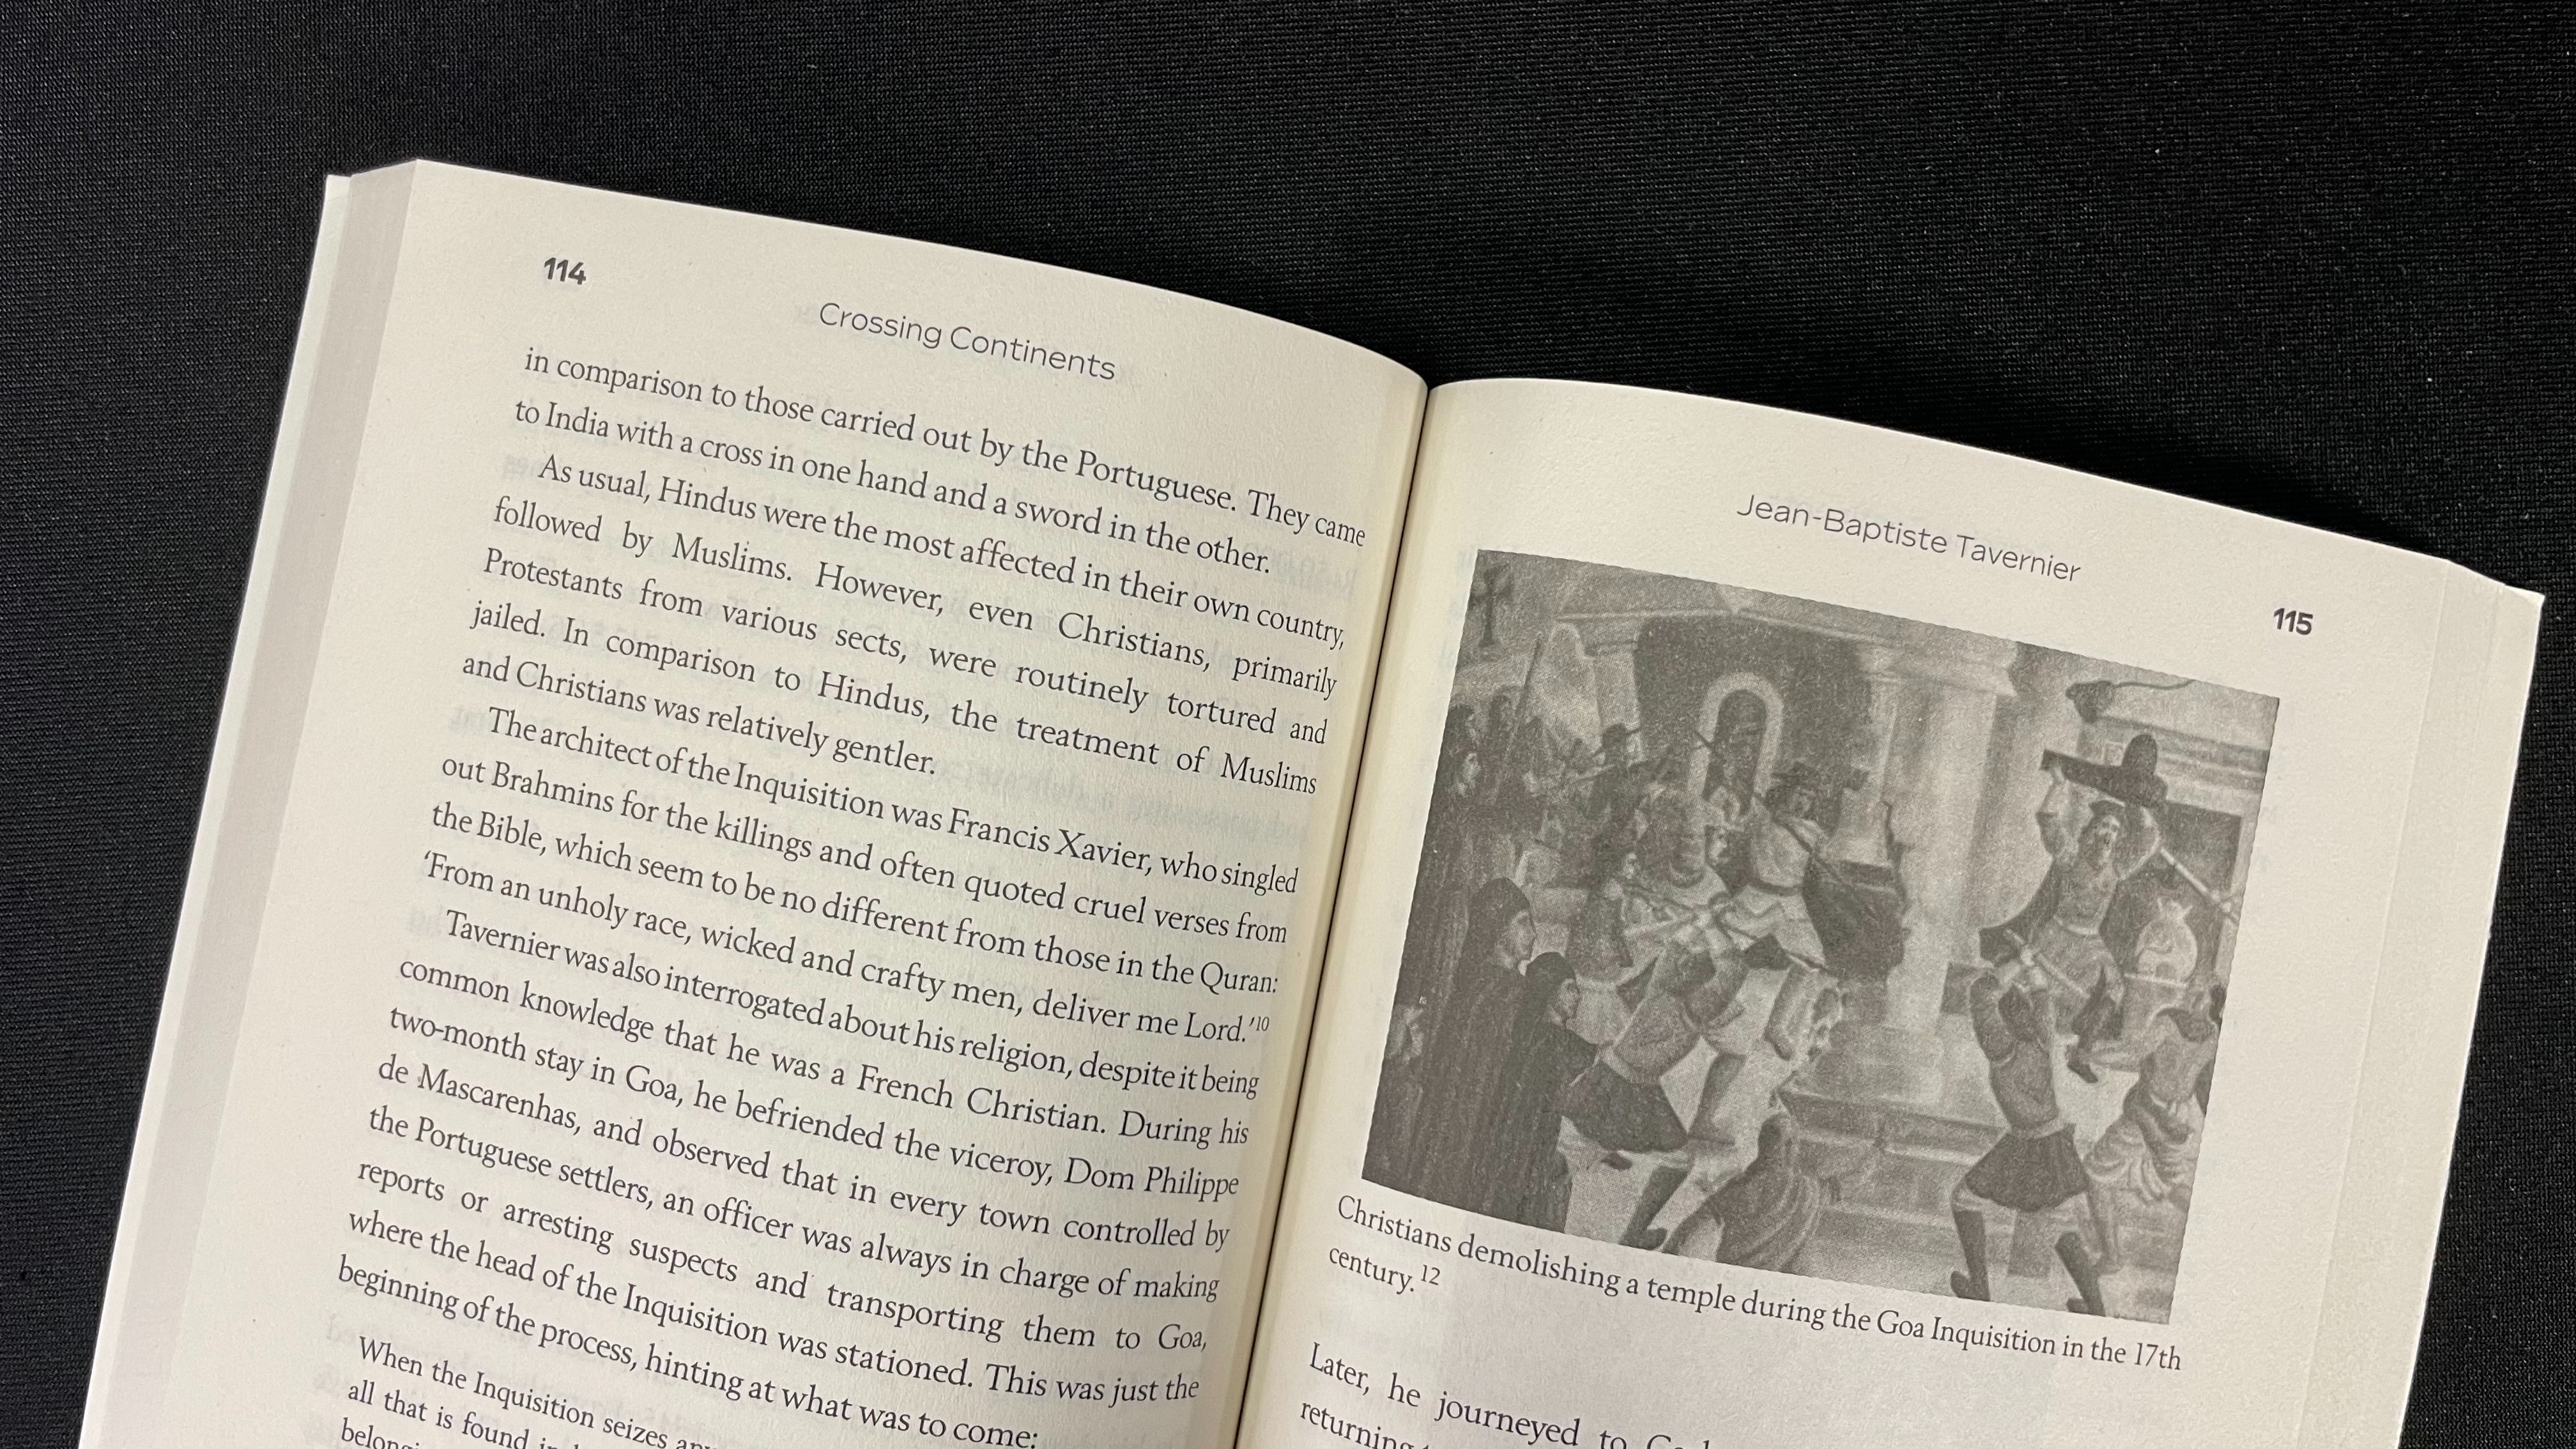 114
Crossing Continents
in comparison to those carried out by the Portuguese. They came
to India with a cross in one hand and a sword in the other.
As usual, Hindus were the most affected in their own country,
followed by Muslims. However, even Christians, primarily
Protestants from various sects, were routinely tortured and
jailed. In comparison to Hindus, the treatment of Muslims
and Christians was relatively gentler.
The architect of the Inquisition was Francis Xavier, who singled
out Brahmins for the killings and often quoted cruel verses from
the Bible, which seem to be no different from those in the Quran:
‘From an unholy race, wicked and crafty men, deliver me Lord.’10
Tavernier was also interrogated about his religion, despite it being
common knowledge that he was a French Christian. During his
two-month stay in Goa, he befriended the viceroy, Dom Philippe
de Mascarenhas, and observed that in every town controlled by
the Portuguese settlers, an officer was always in charge of making
reports or arresting suspects and transporting them to Goa,
where the head of the Inquisition was stationed. This was just the
beginning of the process, hinting at what was to come:
When the Inquisition seizes
all that is found
Jean-Baptiste Tavernier
115
Christians demolishing a temple during the Goa Inquisition in the 17th
century.12
Later, he journeyed to
returning